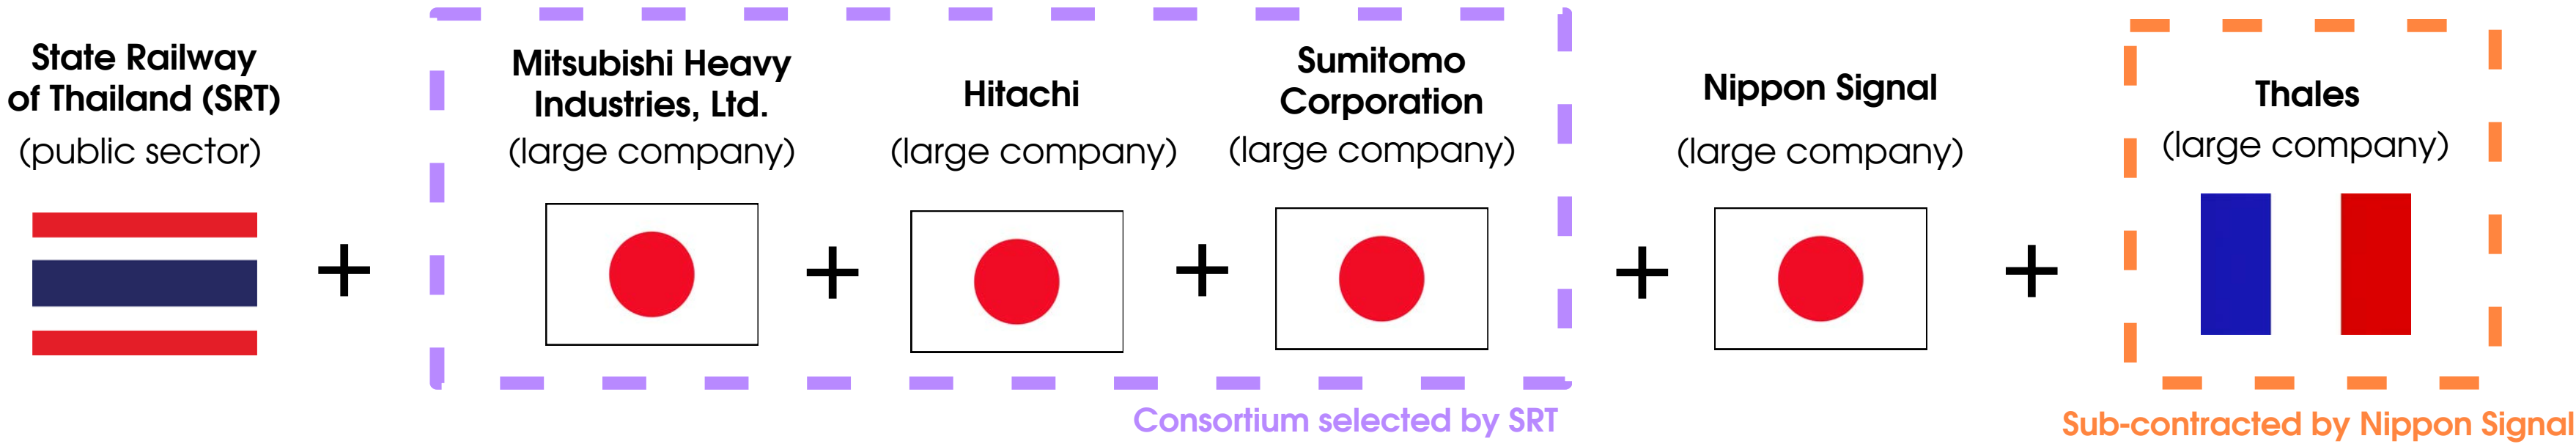 State Railway
of Thailand (SRT)
(public sector)
+
Mitsubishi Heavy
Industries, Ltd.
(large company)
+
Hitachi
(large company)
+
Sumitomo
Corporation
(large company)
Consortium selected by SRT
+
Nippon Signal
(large company)
+
Thales
(large company)
Sub-contracted by Nippon Signal